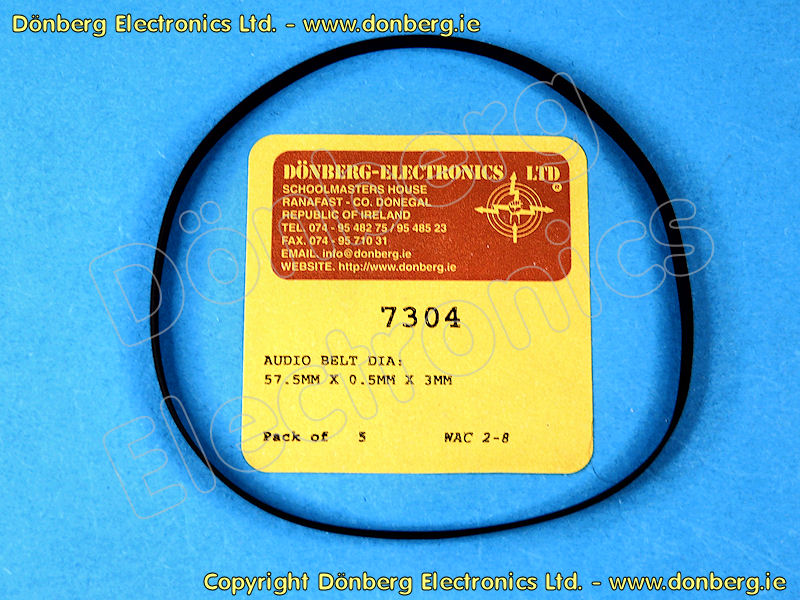 Dönberg Electronics Ltd. - www.donberg.ie
DÖNBERG-ELECTRONICS LTD
SCHOOLMASTERS HOUSE
RANAFAST - CO. DONEGAL
REPUBLIC OF IRELAND
TEL. 074 - 95 482 75 / 95 485 23
FAX. 074 - 95 710 31
EMAIL. info@donberg.ie
WEBSITE. http://www.donberg.ie
®
7304
AUDIO BELT DIA:
57.5MM X 0.5MM X 3MM
Pack of 5 WAC 2-8
Dönberg
Electronics
Copyright Dönberg Electronics Ltd. - www.donberg.ie